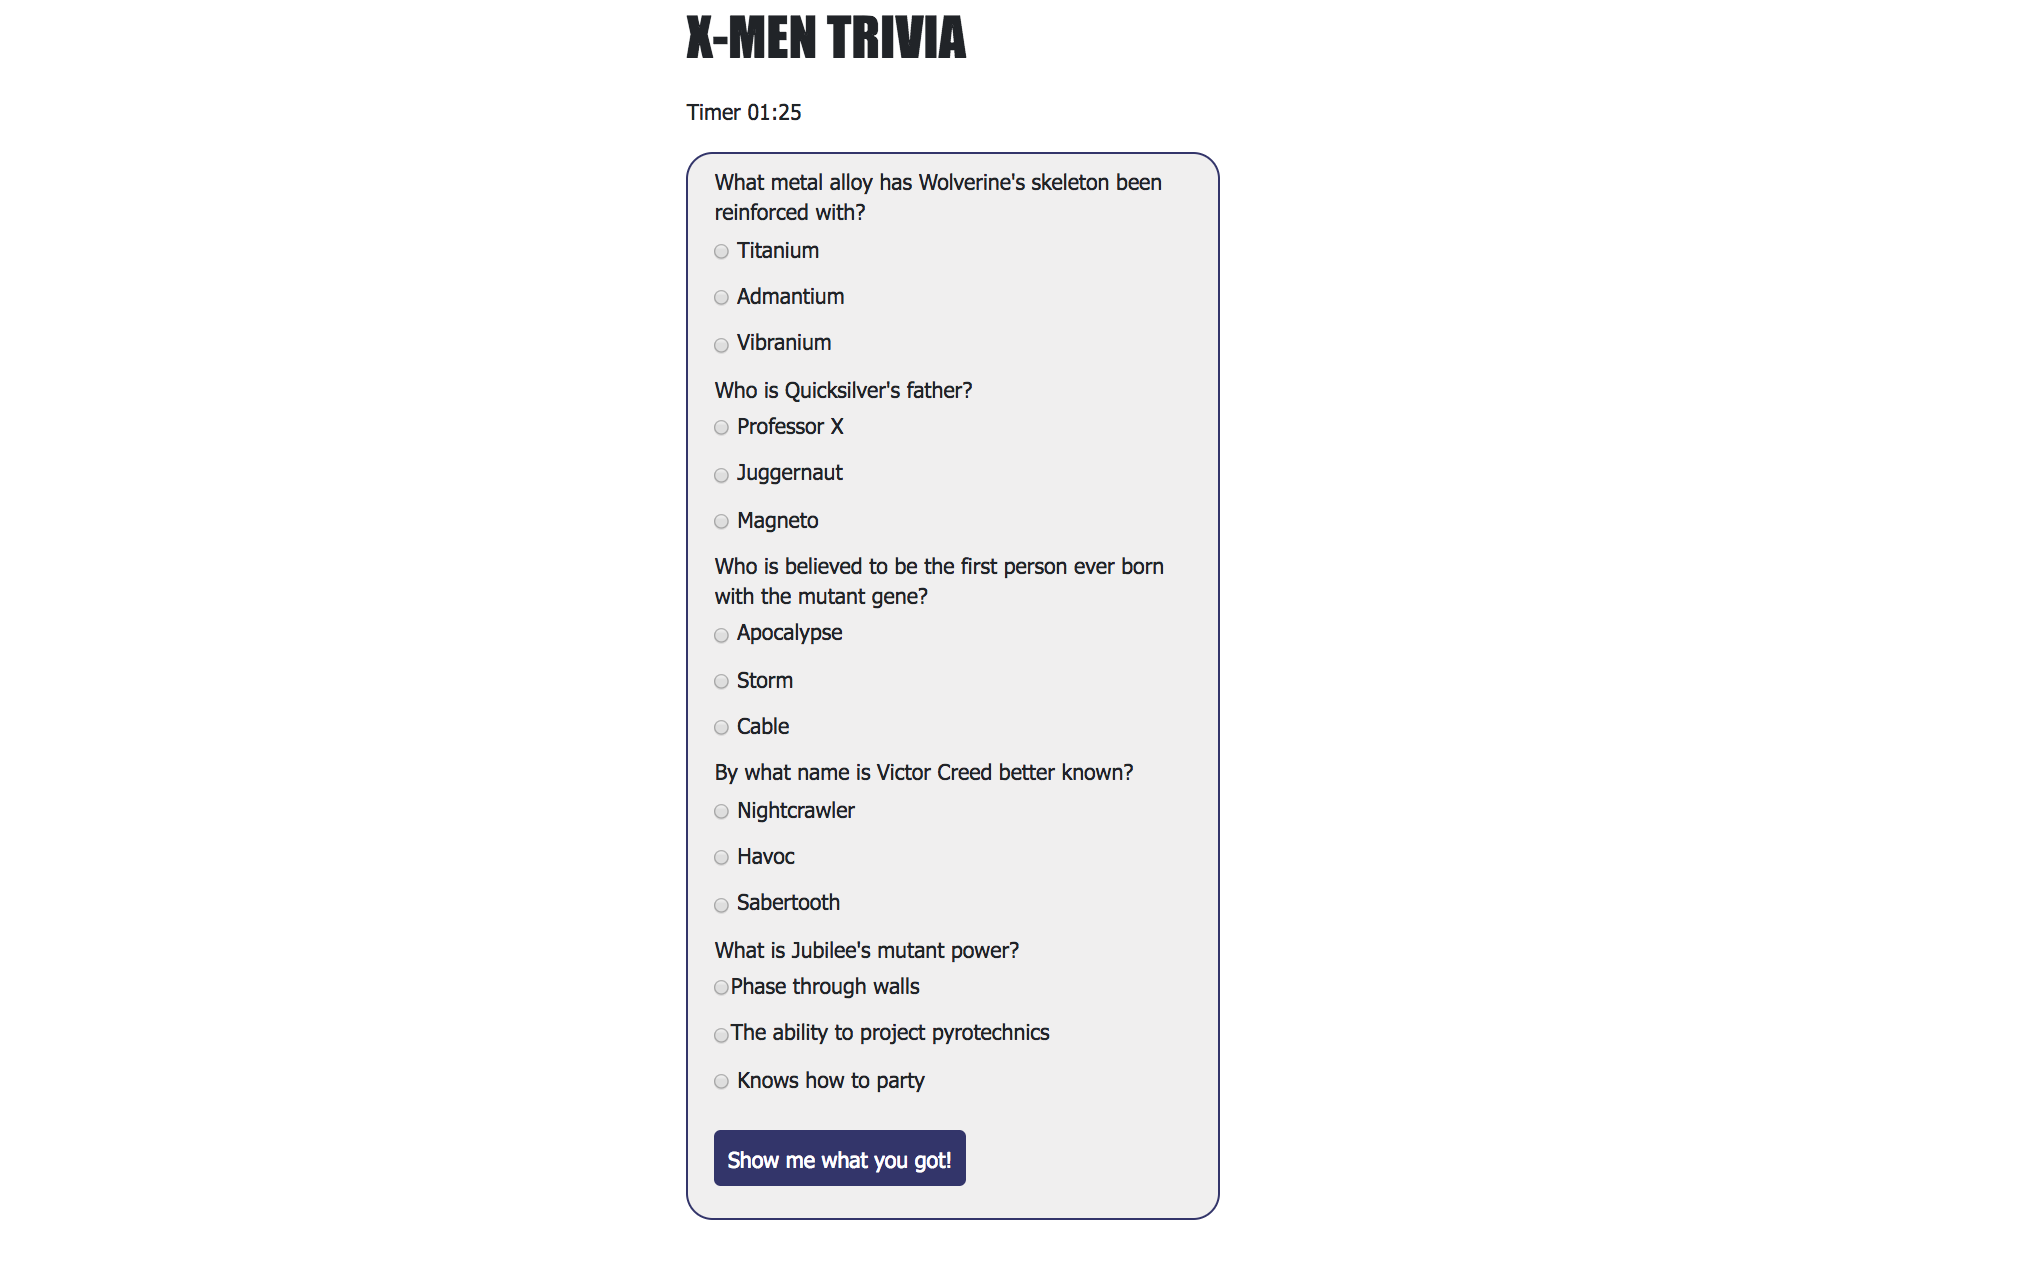 X-MEN TRIVIA
Timer 01:25
What metal alloy has Wolverine's skeleton been
reinforced with?
Titanium
Admantium
Vibranium
Who is Quicksilver's father?
Professor X
Juggernaut
Magneto
Who is believed to be the first person ever born
with the mutant gene?
Apocalypse
Storm
Cable
By what name is Victor Creed better known?
Nightcrawler
Havoc
Sabertooth
What is Jubilee's mutant power?
Phase through walls
The ability to project pyrotechnics
Knows how to party
Show me what you got!